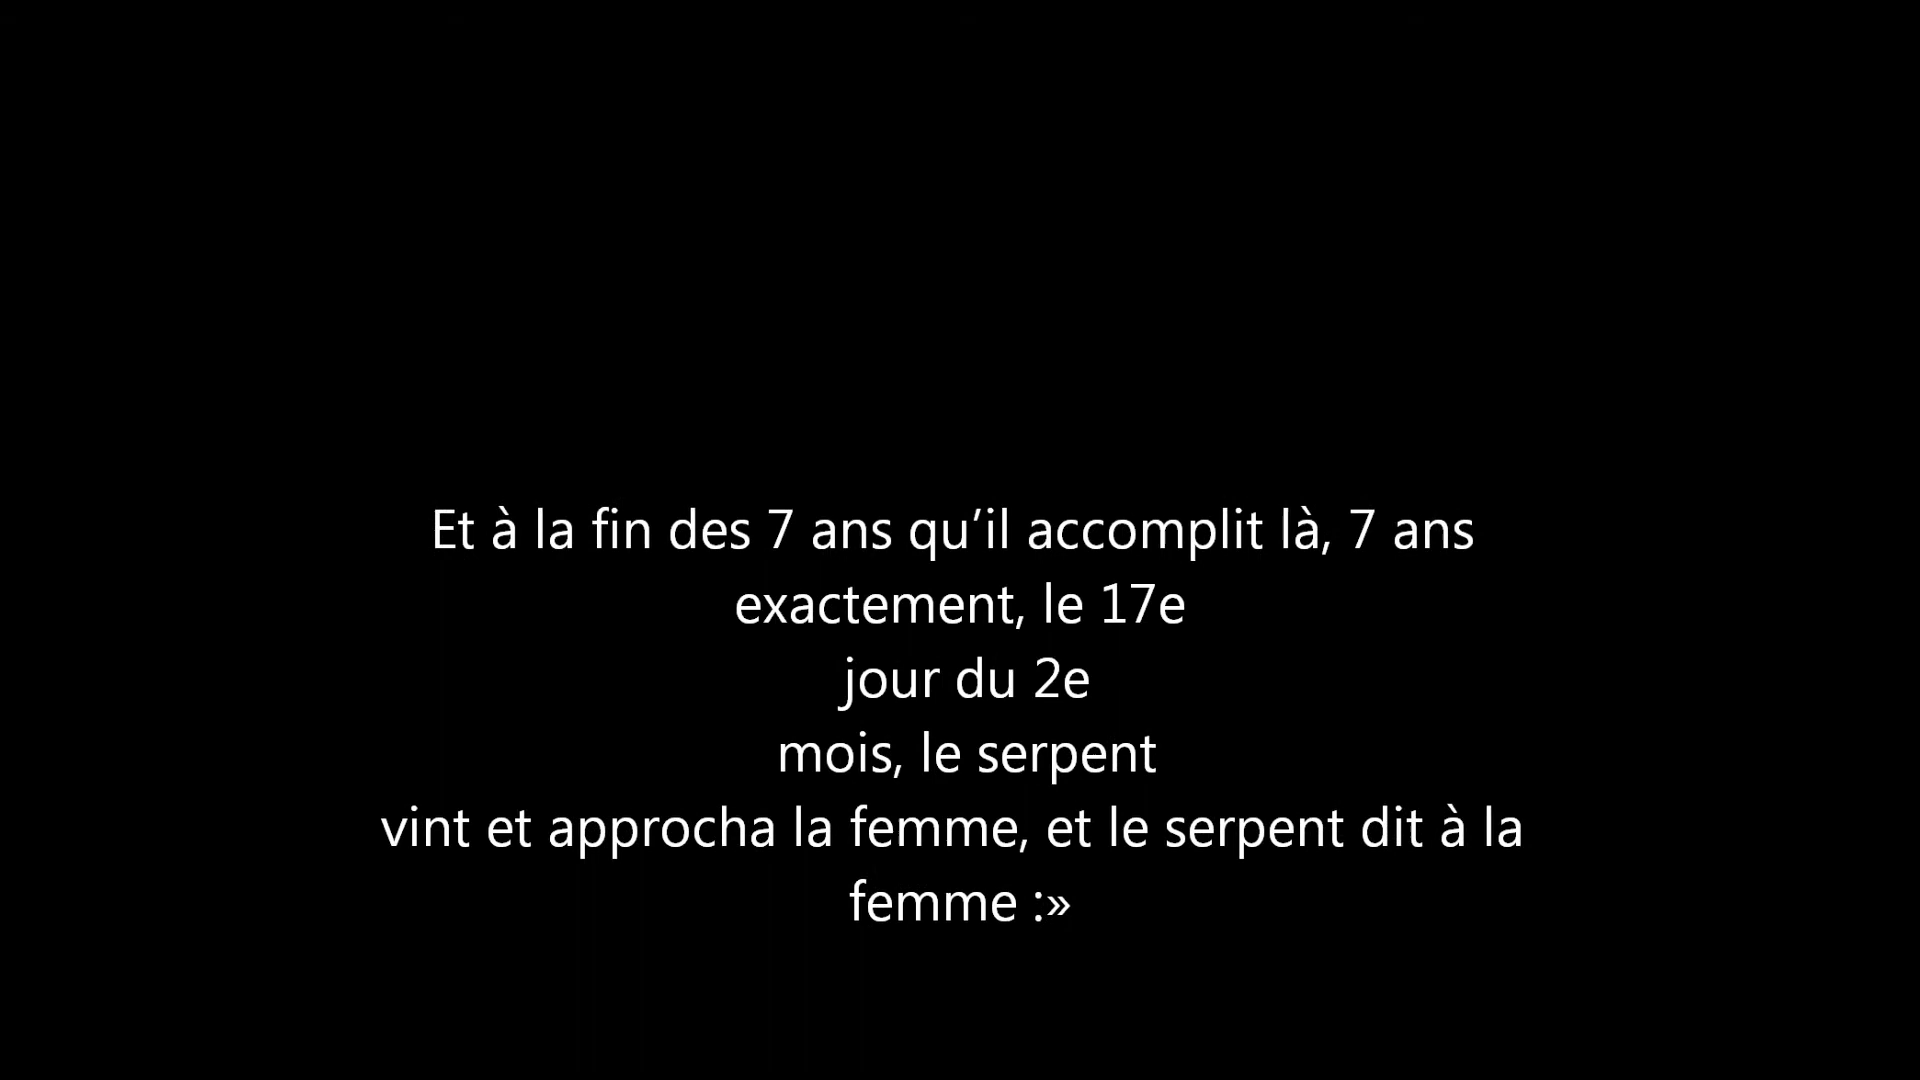 Et à la fin des 7 ans qu’il accomplit là, 7 ans
exactement, le 17e
jour du 2e
mois, le serpent
vint et approcha la femme, et le serpent dit à la
femme :»